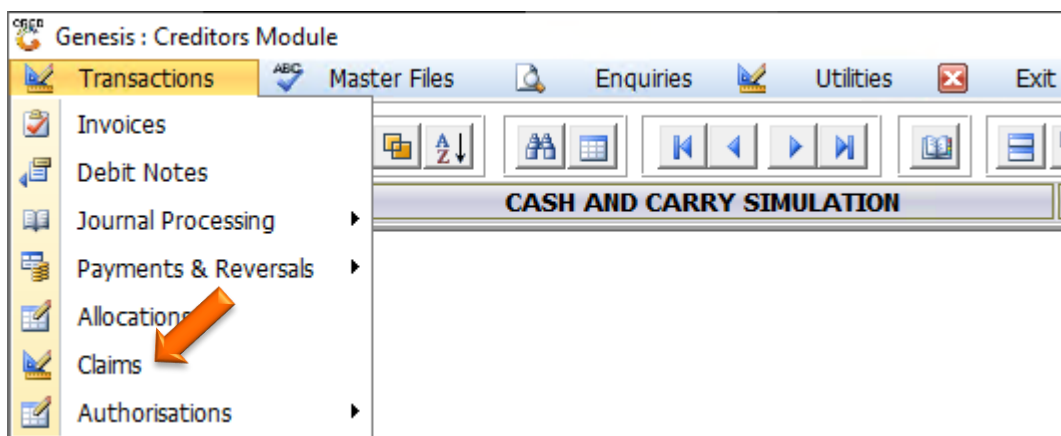 Genesis : Creditors Module
Transactions ABC Master Files Enquiries Utilities Exit
Invoices
Debit Notes
Journal Processing
Payments & Reversals
Allocations
Claims
Authorisations
A Z
CASH AND CARRY SIMULATION